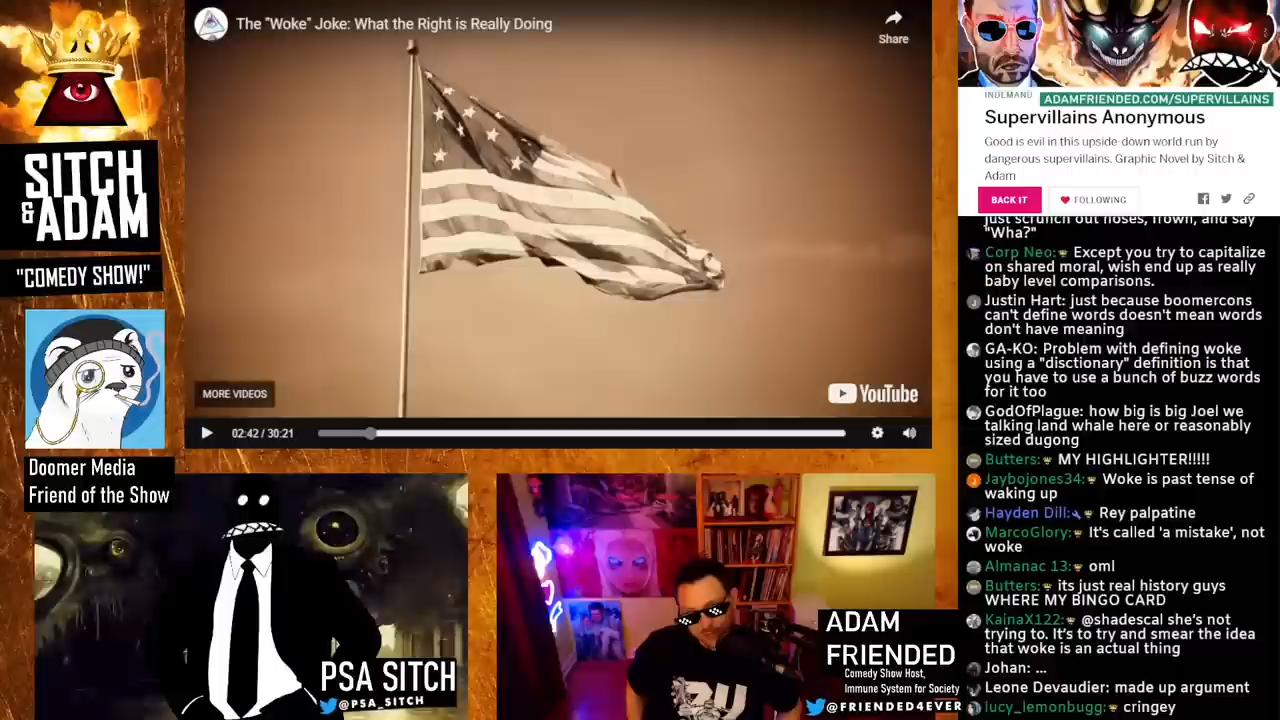 The "Woke" Joke: What the Right is Really Doing
Share
MORE VIDEOS
YouTube
02:42 / 30:21
SITCH
& ADAM
"COMEDY SHOW!"
Doomer Media
Friend of the Show
PSA SITCH
@PSA_SITCH
ADAM
FRIENDED
Comedy Show Host,
Immune System for Society
@FRIENDED4EVER
INDEMAND
ADAMFRIENDED.COM/SUPERVILLAINS
Supervillains Anonymous
Good is evil in this upside-down world run by
dangerous supervillains. Graphic Novel by Sitch &
Adam
BACK IT
FOLLOWING
just scrunch out noses, frown, and say
"Wha?"
Corp Neo: Except you try to capitalize
on shared moral, wish end up as really
baby level comparisons.
J
Justin Hart: just because boomercons
can't define words doesn't mean words
don't have meaning
GA-KO: Problem with defining woke
using a "disctionary" definition is that
you have to use a bunch of buzz words
for it too
GodOfPlague: how big is big Joel we
talking land whale here or reasonably
sized dugong
Butters: MY HIGHLIGHTER!!!!!
J
Jaybojones34: Woke is past tense of
waking up
Hayden Dill: Rey palpatine
MarcoGlory: It's called 'a mistake', not
woke
Almanac 13: oml
Butters: its just real history guys
WHERE MY BINGO CARD
KainaX122: @shadescal she's not
trying to. It's to try and smear the idea
that woke is an actual thing
Johan: ...
Leone Devaudier: made up argument
lucy_lemonbugg: cringey